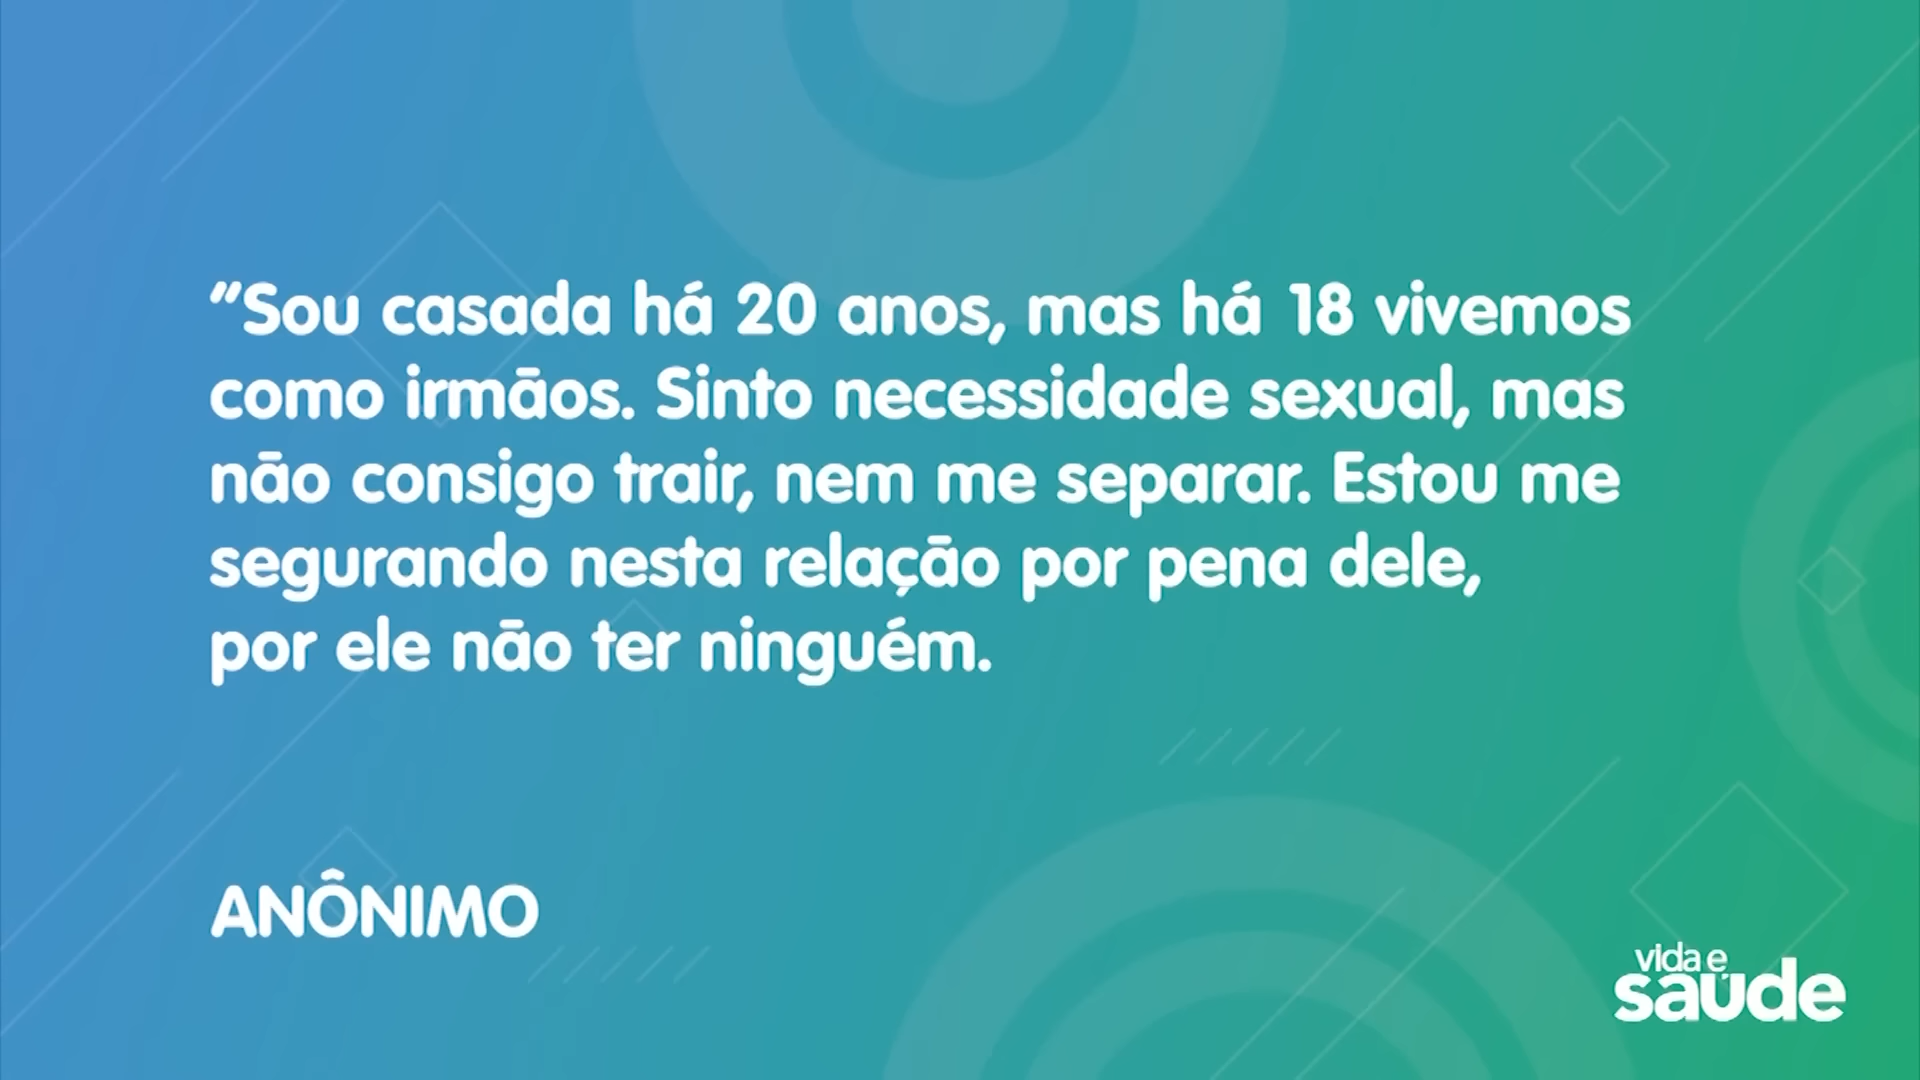 “Sou casada há 20 anos, mas há 18 vivemos
como irmãos. Sinto necessidade sexual, mas
não consigo trair, nem me separar. Estou me
segurando nesta relação por pena dele,
por ele não ter ninguém.
ANÔNIMO
vida e
saúde